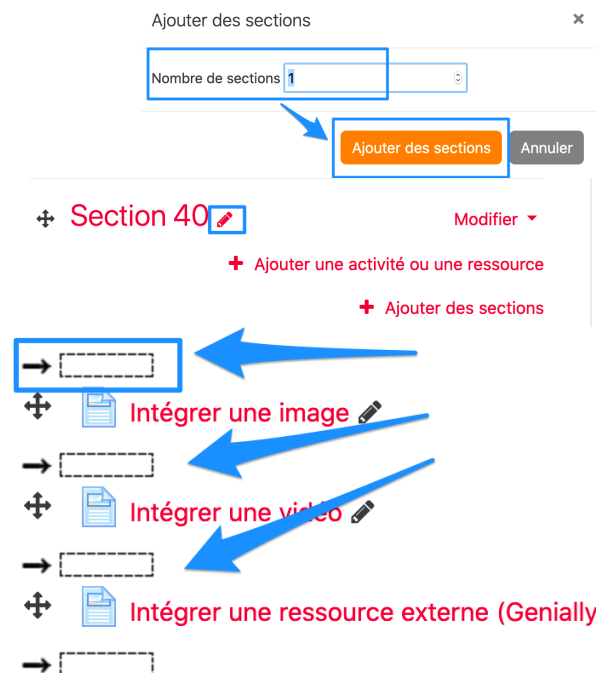 Ajouter des sections ×
Nombre de sections 1
Ajouter des sections Annuler
Section 40 Modifier
Ajouter une activité ou une ressource
Ajouter des sections
Intégrer une image
Intégrer une vidéo
Intégrer une ressource externe (Genially